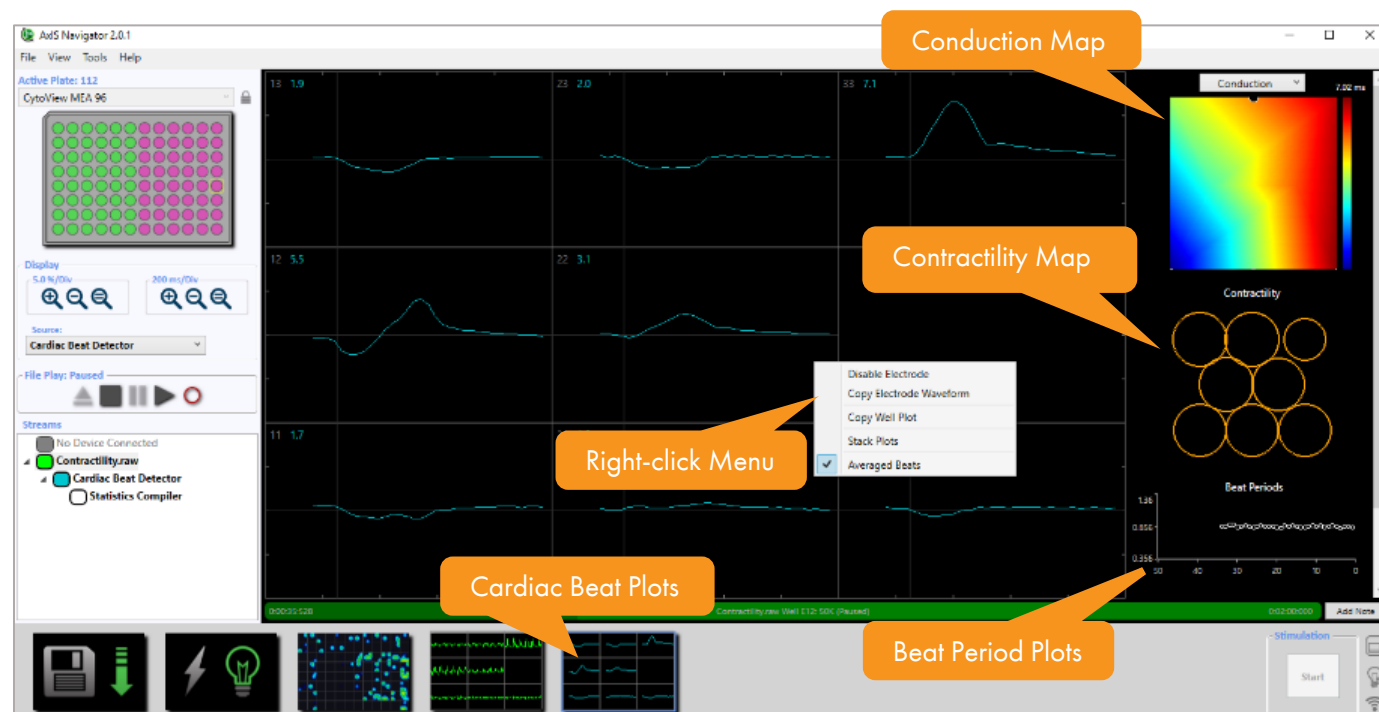 AxIS Navigator 2.0.1
File View Tools Help
Active Plate: 112
CytoView MEA 96
Display
5.0 %/Div
200 ms/Div
Source:
Cardiac Beat Detector
File Play: Paused
Streams
No Device Connected
Contractility.raw
Cardiac Beat Detector
Statistics Compiler
13 1.9
23 2.0
33 7.1
12 5.5
22 3.1
11 1.7
Disable Electrode
Copy Electrode Waveform
Copy Well Plot
Stack Plots
Averaged Beats
Right-click Menu
Conduction Map
Conduction
7.02 ms
Contractility Map
Contractility
Beat Periods
1.36
0.856
0.356
50 40 30 20 10 0
Cardiac Beat Plots
Beat Period Plots
0:00:35:528
Contractility.raw Well E12: 50K (Paused)
0:02:00:000
Add Note
Stimulation
Start